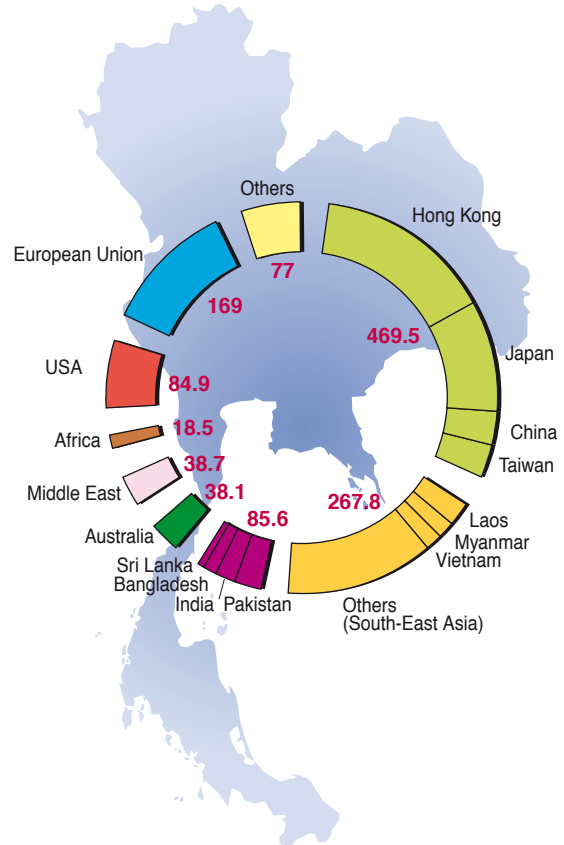 Others
Hong Kong
European Union
77
169
469.5
Japan
USA
84.9
Africa
18.5
China
Taiwan
Middle East
38.7
38.1
267.8
85.6
Laos
Australia
Myanmar
Vietnam
Sri Lanka
Bangladesh
India
Pakistan
Others
(South-East Asia)